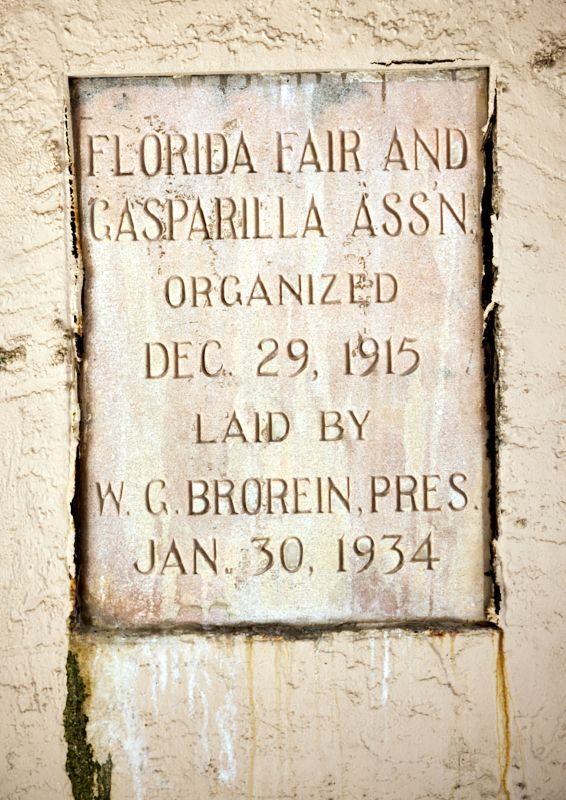 FLORIDA FAIR AND
GASPARILLA ASS'N.
ORGANIZED
DEC. 29, 1915
LAID BY
W. G. BROREIN, PRES.
JAN. 30, 1934